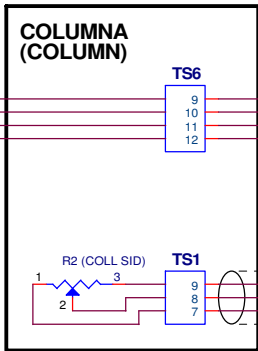 COLUMNA
(COLUMN)
TS6
9
10
11
12
R2 (COLL SID)
TS1
1
3
2
9
8
7